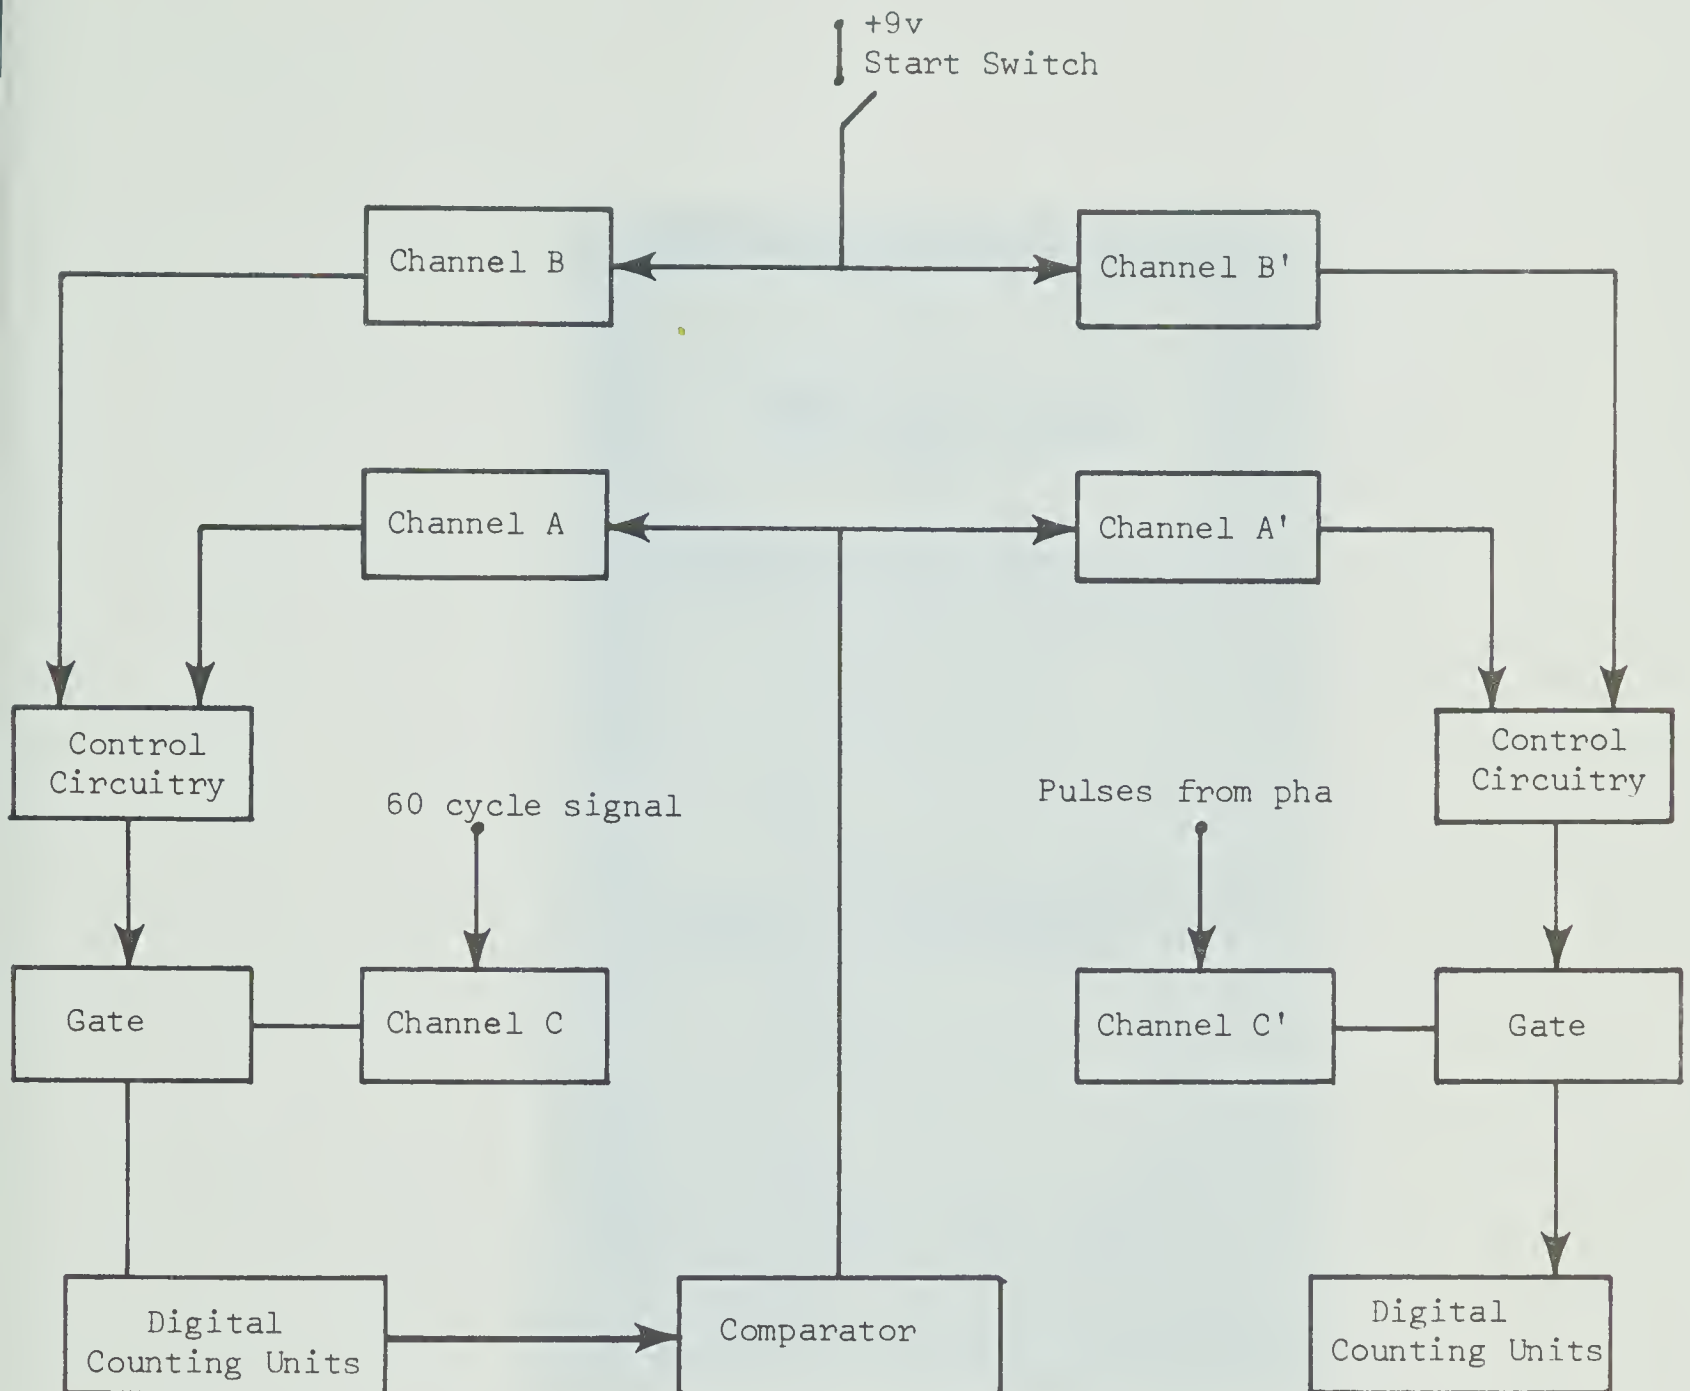 +9v
Start Switch
Channel B
Channel B'
Channel A
Channel A'
Control
Circuitry
Control
Circuitry
60 cycle signal
Pulses from pha
Gate
Channel C
Channel C'
Gate
Digital
Counting Units
Comparator
Digital
Counting Units